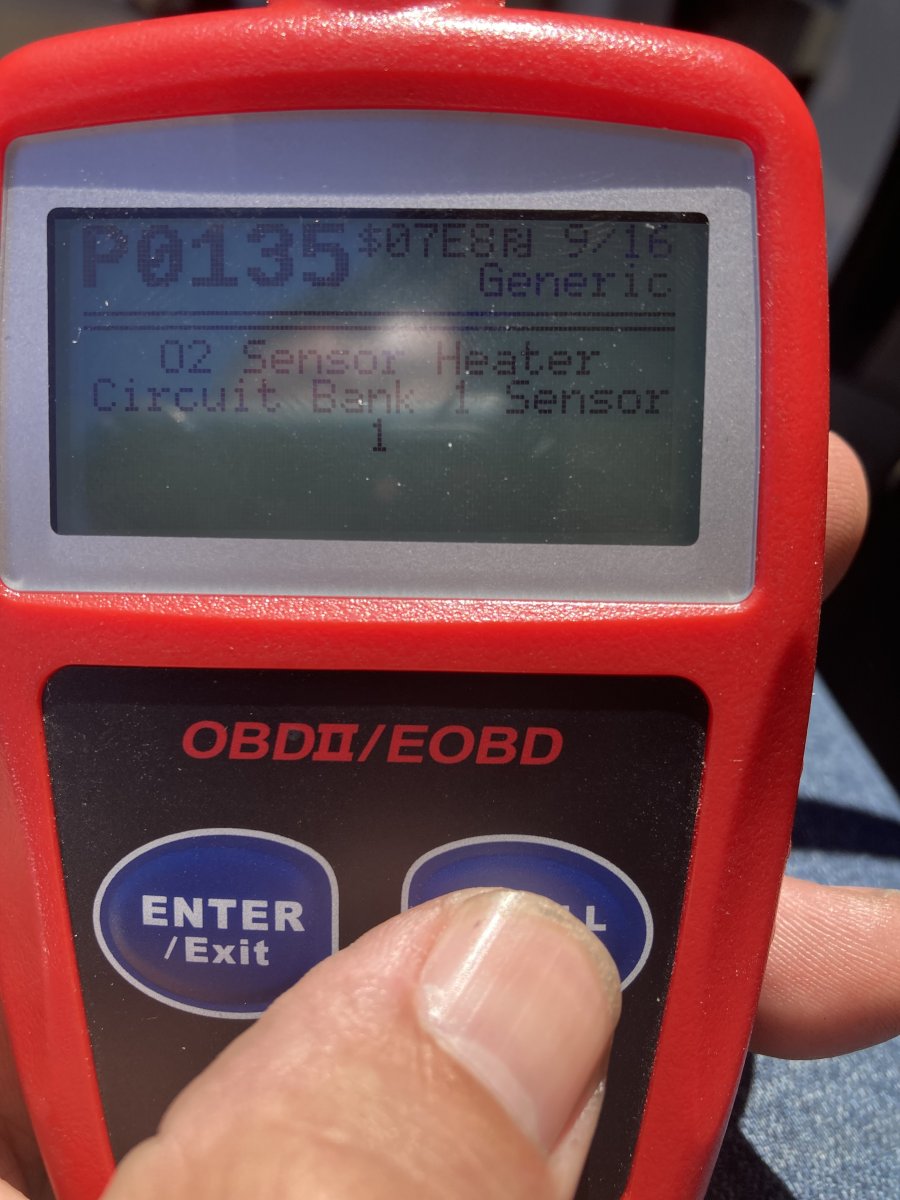 P0135 $07E8 9/16
Generic
O2 Sensor Heater
Circuit Bank 1 Sensor
1
OBDII/EOBD
ENTER
/Exit